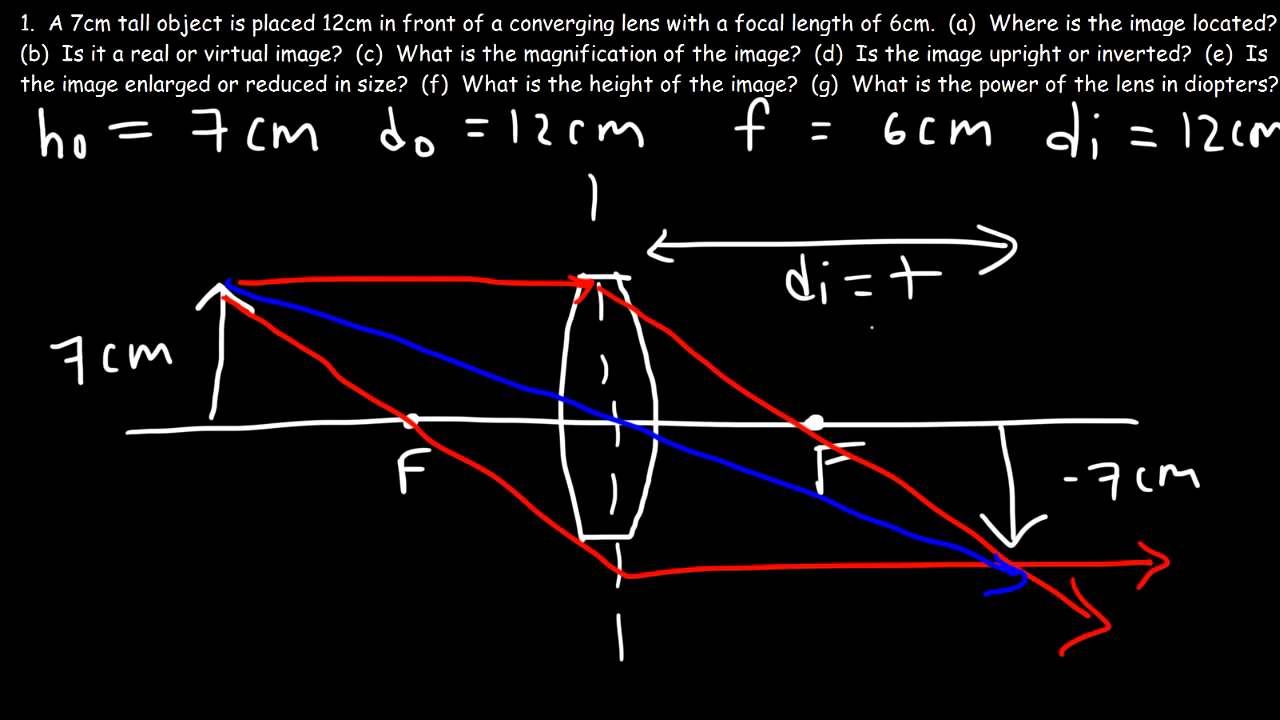 1. A 7cm tall object is placed 12cm in front of a converging lens with a focal length of 6cm. (a) Where is the image located?
(b) Is it a real or virtual image? (c) What is the magnification of the image? (d) Is the image upright or inverted? (e) Is
the image enlarged or reduced in size? (f) What is the height of the image? (g) What is the power of the lens in diopters?
ho = 7cm do = 12cm f = 6cm di = 12cm
di = +
7cm
F
F
-7cm